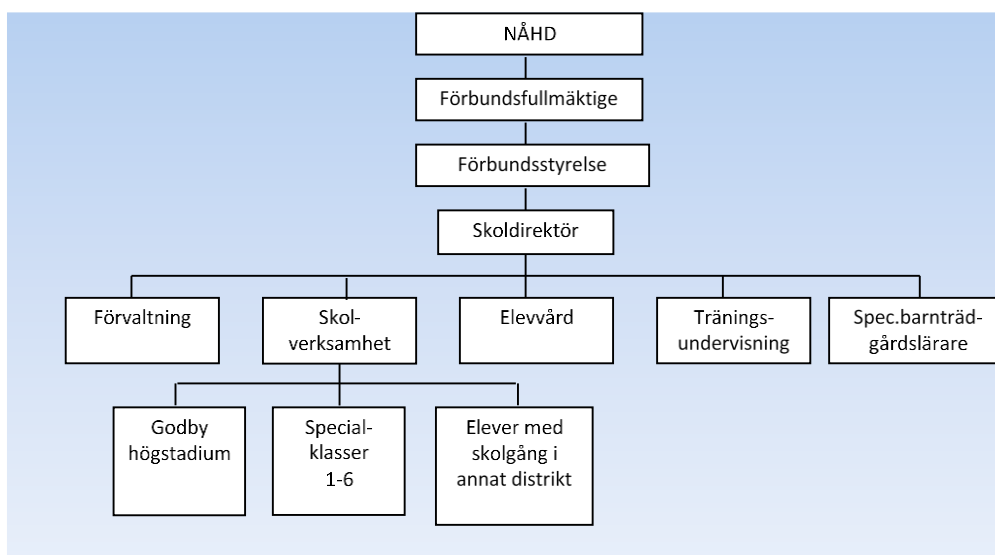 NÅHD
Förbundsfullmäktige
Förbundsstyrelse
Skoldirektör
Förvaltning
Skol-
verksamhet
Elevvård
Tränings-
undervisning
Spec.barnträd-
gårdslärare
Godby
högstadium
Special-
klasser
1-6
Elever med
skolgång i
annat distrikt